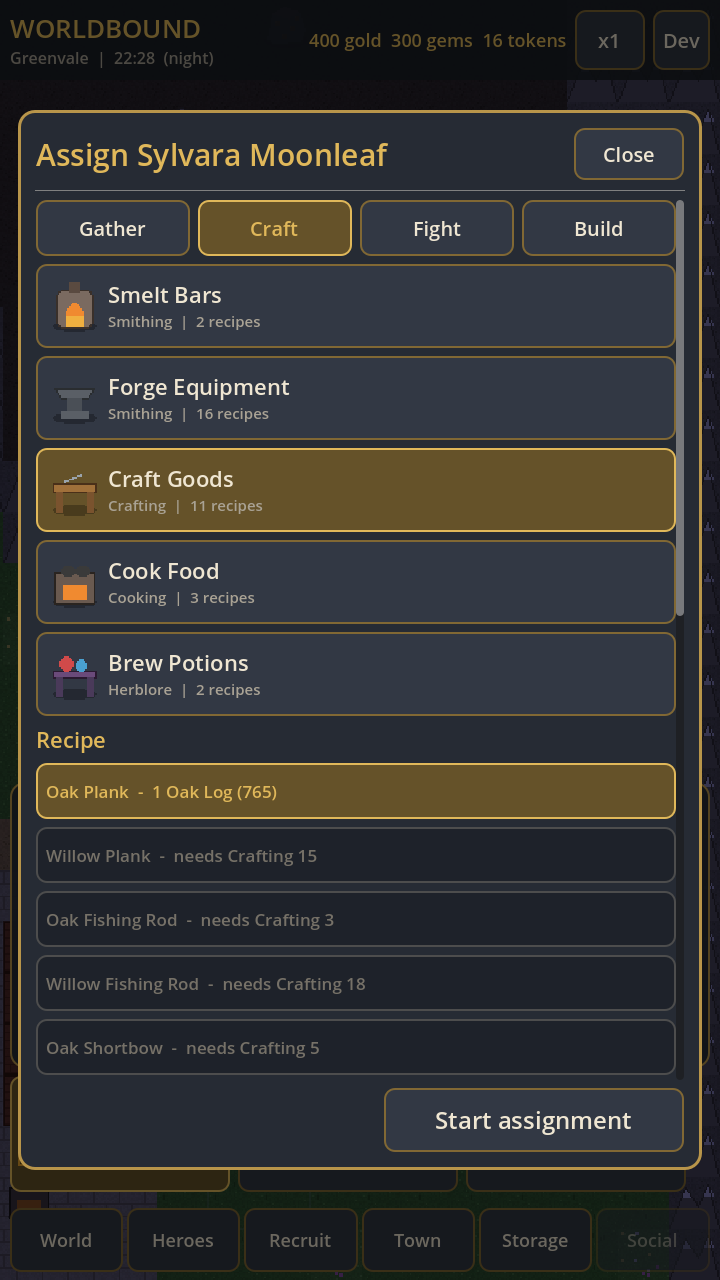 WORLDBOUND
Greenvale | 22:28 (night)
400 gold 300 gems 16 tokens
x1
Dev
Assign Sylvara Moonleaf
Close
Gather
Craft
Fight
Build
Smelt Bars
Smithing | 2 recipes
Forge Equipment
Smithing | 16 recipes
Craft Goods
Crafting | 11 recipes
Cook Food
Cooking | 3 recipes
Brew Potions
Herblore | 2 recipes
Recipe
Oak Plank - 1 Oak Log (765)
Willow Plank - needs Crafting 15
Oak Fishing Rod - needs Crafting 3
Willow Fishing Rod - needs Crafting 18
Oak Shortbow - needs Crafting 5
Start assignment
World
Heroes
Recruit
Town
Storage
Social